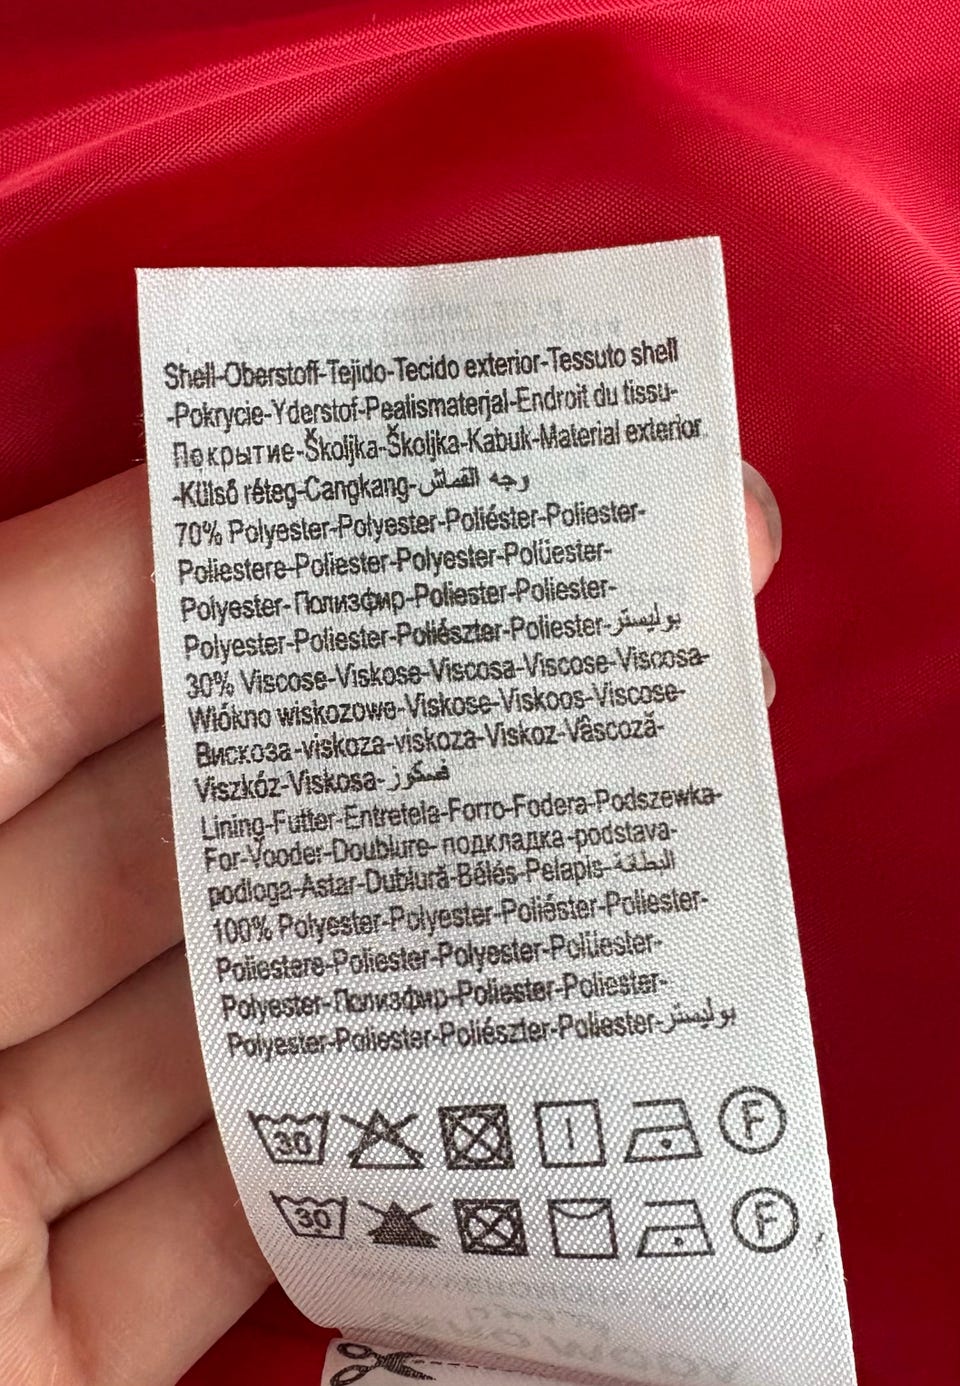 Shell-Oberstoff-Tejido-Tecido exterior-Tessuto shell
-Pokrycie-Yderstof-Pealismaterjal-Endroit du tissu-
Покрытие-Školjka-Školjka-Kabuk-Material exterior
-Külső réteg-Cangkang-وجه القماش
70% Polyester-Polyester-Poliéster-Poliester-
Poliestere-Poliester-Polyester-Polüester-
Polyester-Полизфир-Poliester-Poliester-
Polyester-Poliester-Poliészter-Poliester-بوليستر
30% Viscose-Viskose-Viscosa-Viscose-Viscosa-
Wiókno wiskozowe-Viskose-Viskoos-Viscose-
Вискоза-viskoza-viskoza-Viskoz-Vâscoză-
Viszkóz-Viskosa-فسكوز
Lining-Futter-Entretela-Forro-Fodera-Podszewka-
For-Vooder-Doublure- подкладка-podstava-
podloga-Astar-Dublură-Bélés-Pelapis-البطانة
100% Polyester-Polyester-Poliéster-Poliester-
Poliestere-Poliester-Polyester-Polüester-
Polyester-Полизфир-Poliester-Poliester-
Polyester-Poliester-Poliészter-Poliester-بوليستر
30 F
30 F